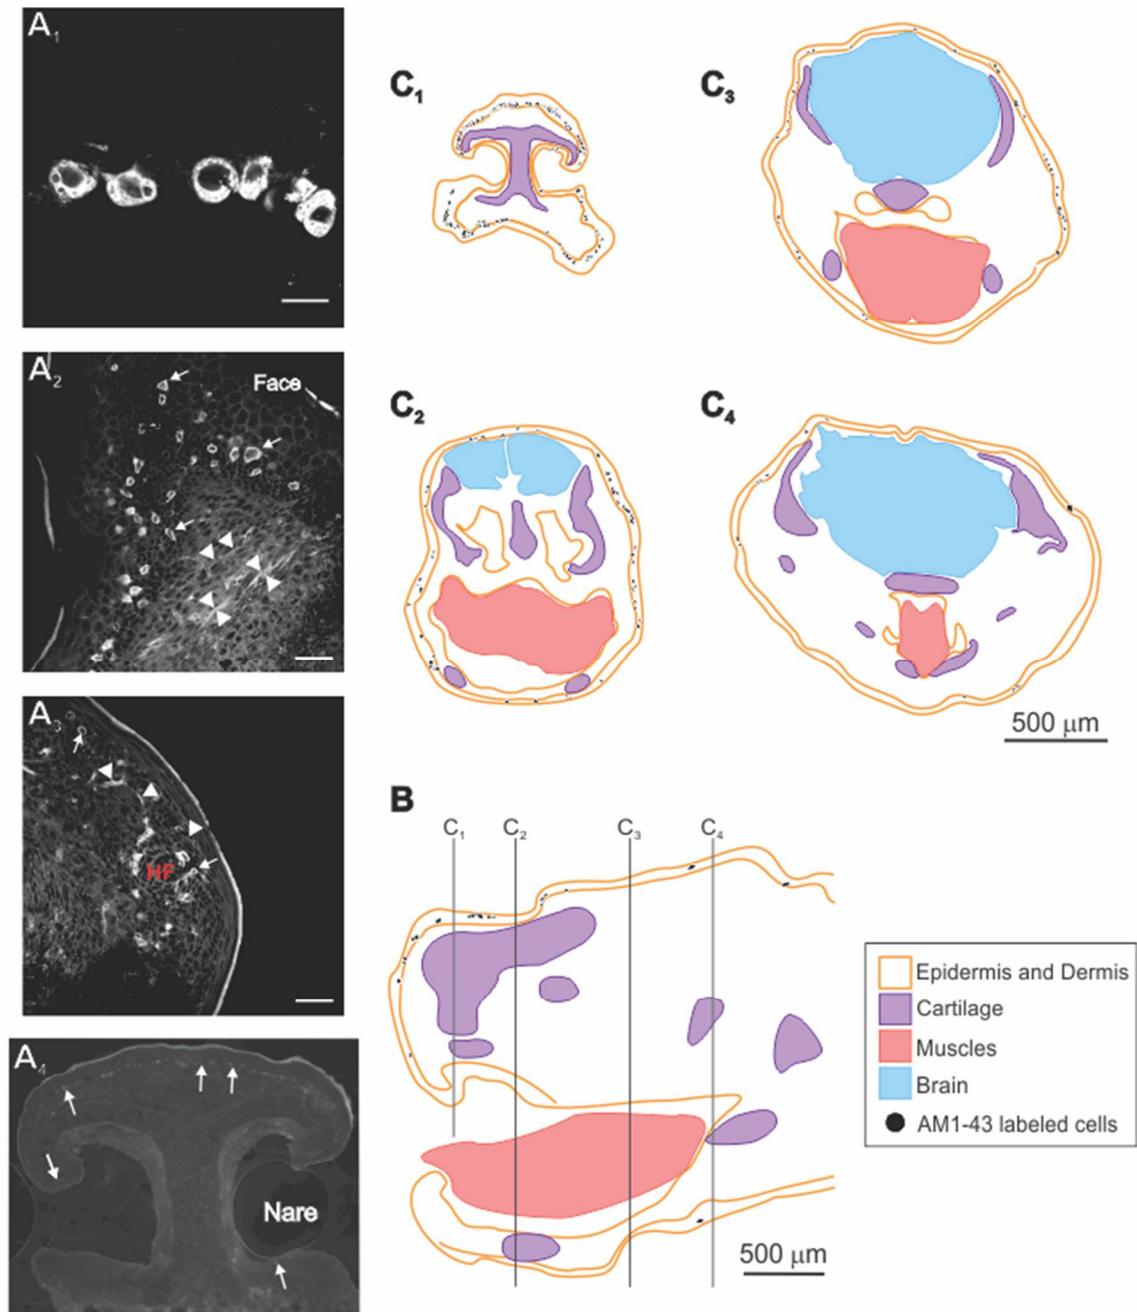 A1
A2
Face
A3
HF
A4
Nare
C1
C3
C2
C4
500 μm
B
C1
C2
C3
C4
500 μm
Epidermis and Dermis
Cartilage
Muscles
Brain
AM1-43 labeled cells